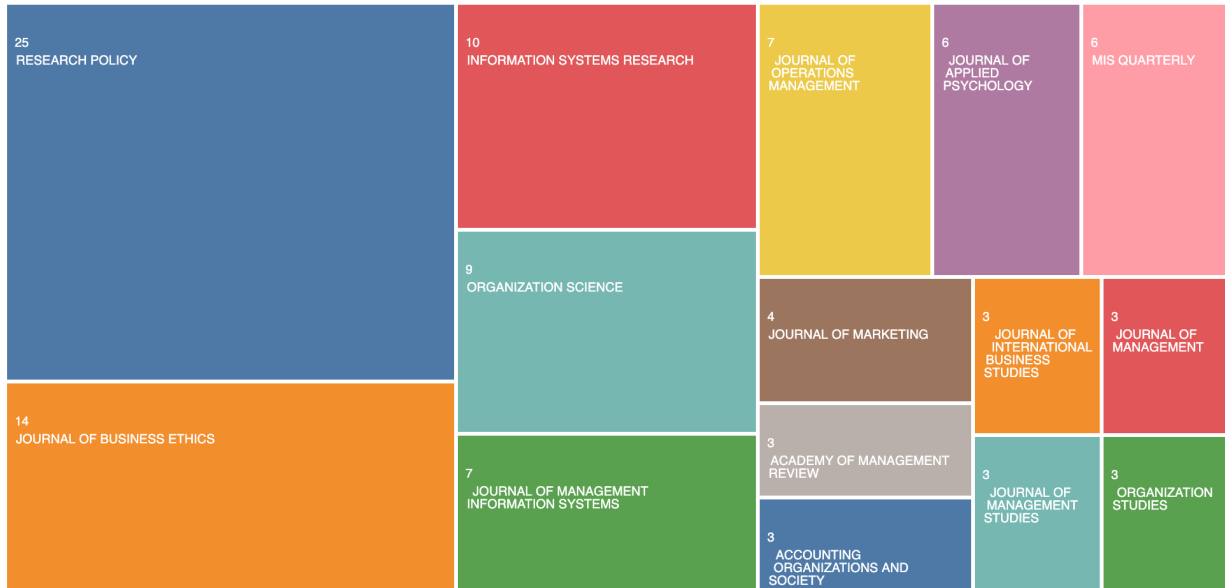 25
RESEARCH POLICY
14
JOURNAL OF BUSINESS ETHICS
10
INFORMATION SYSTEMS RESEARCH
9
ORGANIZATION SCIENCE
7
JOURNAL OF MANAGEMENT
INFORMATION SYSTEMS
7
JOURNAL OF
OPERATIONS
MANAGEMENT
6
JOURNAL OF
APPLIED
PSYCHOLOGY
6
MIS QUARTERLY
4
JOURNAL OF MARKETING
3
ACADEMY OF MANAGEMENT
REVIEW
3
ACCOUNTING
ORGANIZATIONS AND
SOCIETY
3
JOURNAL OF
INTERNATIONAL
BUSINESS
STUDIES
3
JOURNAL OF
MANAGEMENT
3
JOURNAL OF
MANAGEMENT
STUDIES
3
ORGANIZATION
STUDIES